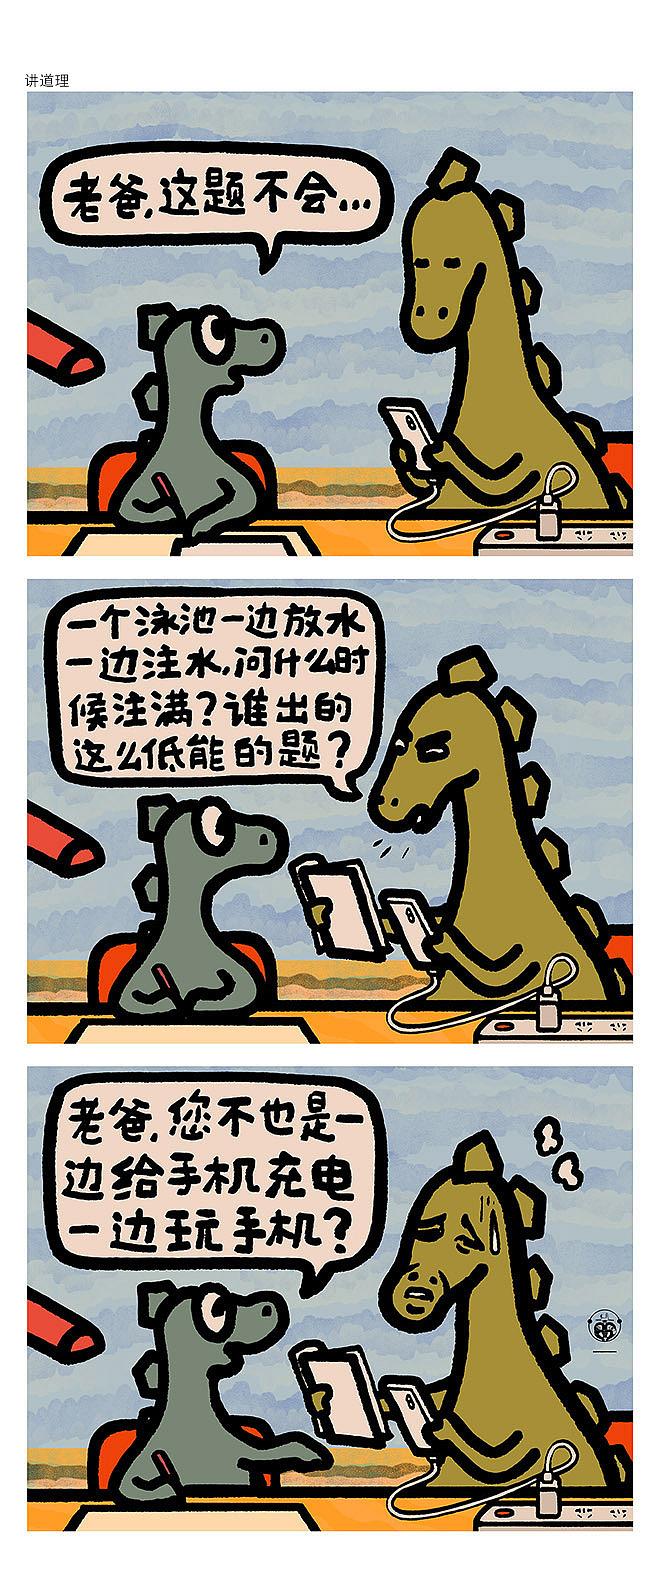 讲道理
老爸,这题不会...
一个泳池一边放水
一边注水,问什么时
候注满?谁出的
这么低能的题?
老爸,您不也是一
边给手机充电
一边玩手机?